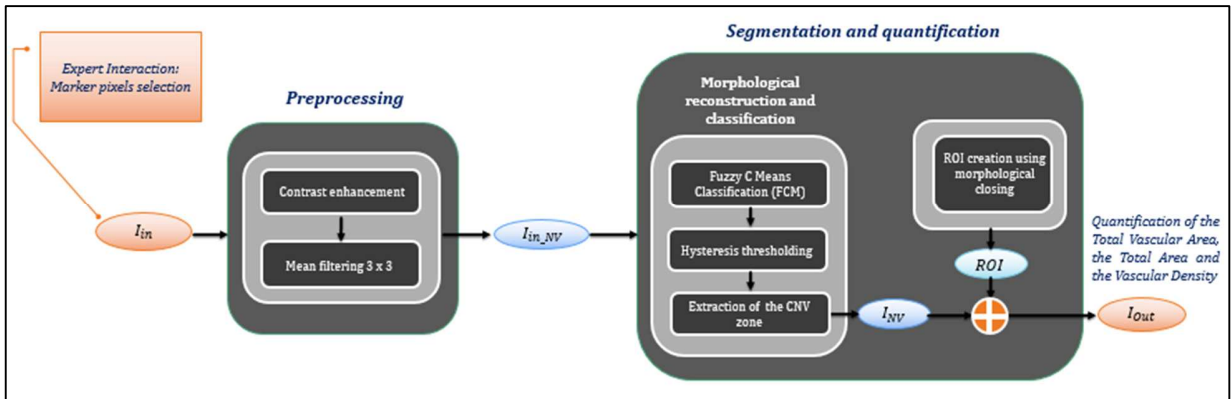 Expert Interaction:
Marker pixels selection
I_in
Preprocessing
Contrast enhancement
Mean filtering 3 x 3
I_in_NV
Segmentation and quantification
Morphological
reconstruction and
classification
Fuzzy C Means
Classification (FCM)
Hysteresis thresholding
Extraction of the CNV
zone
I_NV
ROI creation using
morphological
closing
ROI
Quantification of the
Total Vascular Area,
the Total Area and
the Vascular Density
I_Out